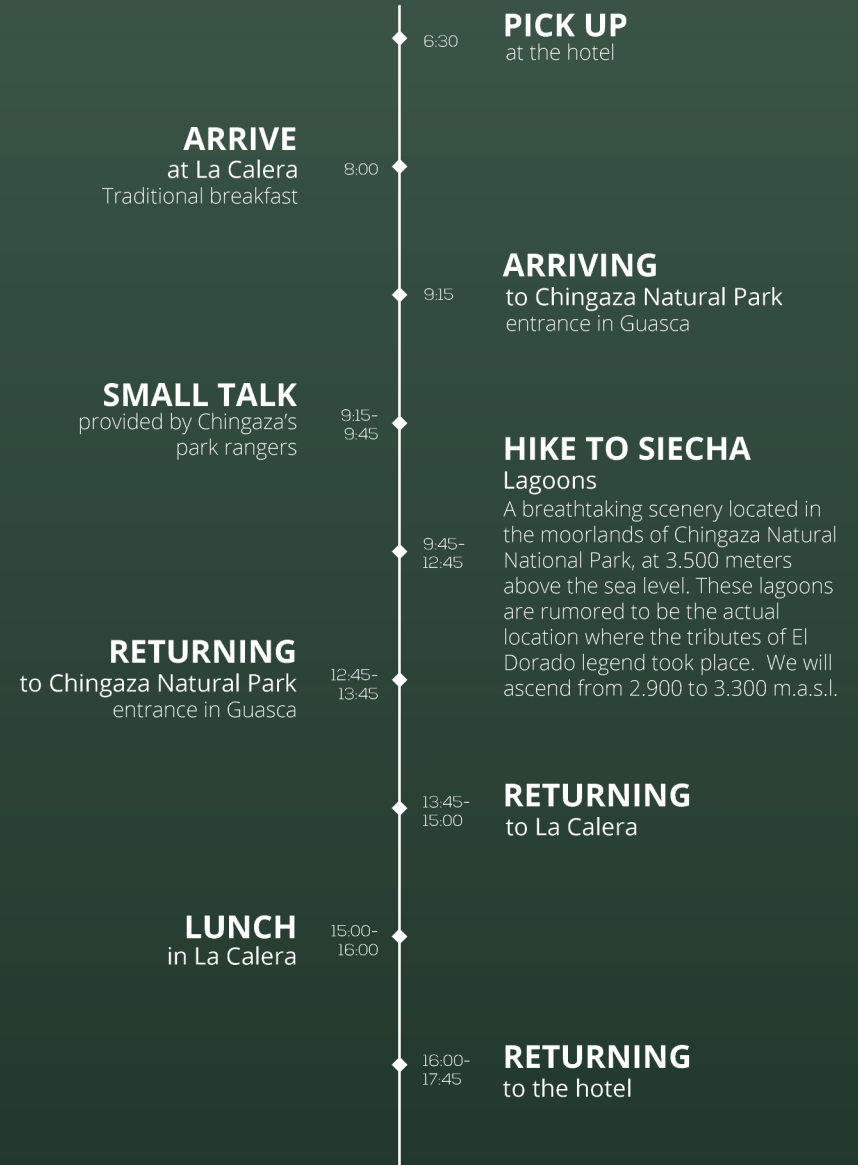 6:30
PICK UP
at the hotel
ARRIVE
at La Calera
Traditional breakfast
8:00
9:15
ARRIVING
to Chingaza Natural Park
entrance in Guasca
SMALL TALK
provided by Chingaza’s
park rangers
9:15-
9:45
9:45-
12:45
HIKE TO SIECHA
Lagoons
A breathtaking scenery located in
the moorlands of Chingaza Natural
National Park, at 3.500 meters
above the sea level. These lagoons
are rumored to be the actual
location where the tributes of El
Dorado legend took place.  We will
ascend from 2.900 to 3.300 m.a.s.l.
RETURNING
to Chingaza Natural Park
entrance in Guasca
12:45-
13:45
13:45-
15:00
RETURNING
to La Calera
LUNCH
in La Calera
15:00-
16:00
16:00-
17:45
RETURNING
to the hotel